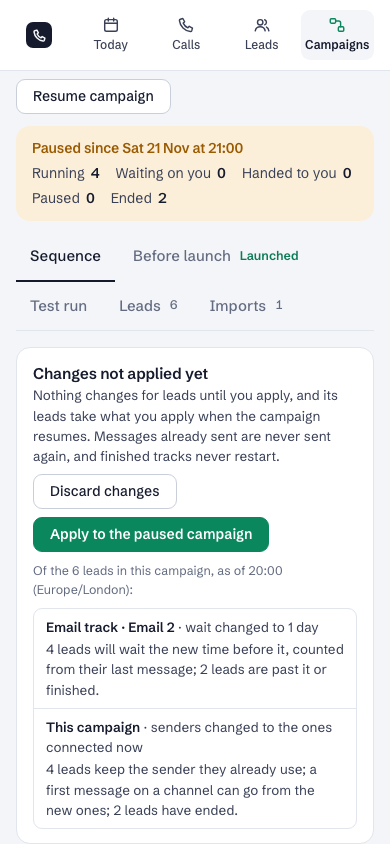 Today
Calls
Leads
Campaigns
Resume campaign
Paused since Sat 21 Nov at 21:00
Running 4 Waiting on you 0 Handed to you 0
Paused 0 Ended 2
Sequence Before launch Launched
Test run Leads 6 Imports 1
Changes not applied yet
Nothing changes for leads until you apply, and its
leads take what you apply when the campaign
resumes. Messages already sent are never sent
again, and finished tracks never restart.
Discard changes
Apply to the paused campaign
Of the 6 leads in this campaign, as of 20:00
(Europe/London):
Email track · Email 2 · wait changed to 1 day
4 leads will wait the new time before it, counted
from their last message; 2 leads are past it or
finished.
This campaign · senders changed to the ones
connected now
4 leads keep the sender they already use; a
first message on a channel can go from the
new ones; 2 leads have ended.